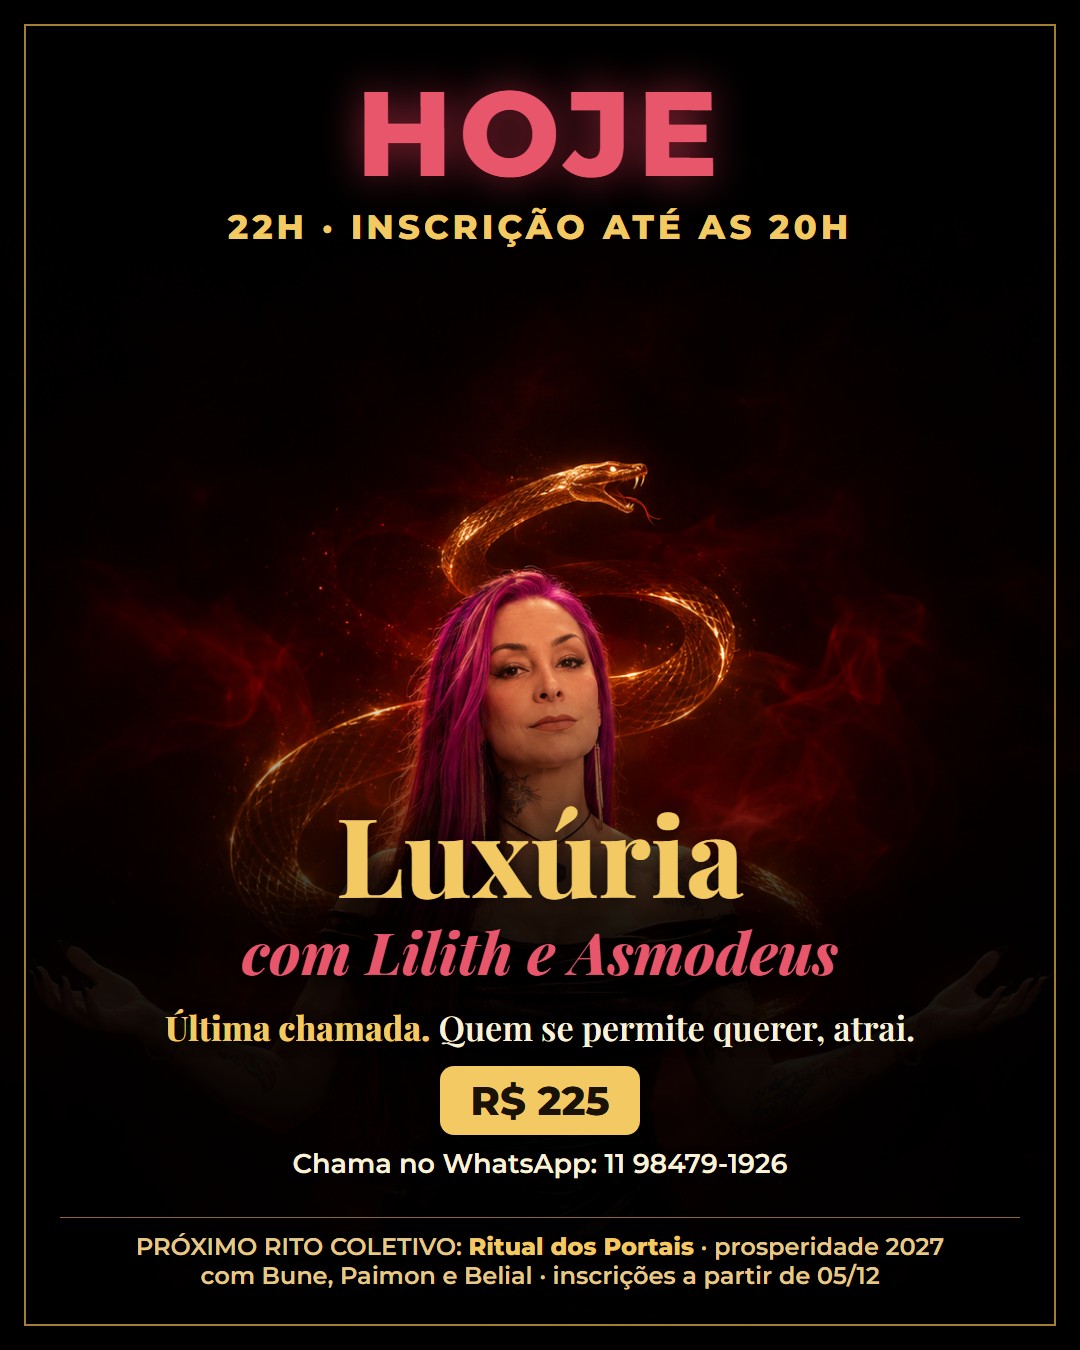 HOJE
22H · INSCRIÇÃO ATÉ AS 20H
Luxúria
com Lilith e Asmodeus
Última chamada. Quem se permite querer, atrai.
R$ 225
Chama no WhatsApp: 11 98479-1926
PRÓXIMO RITO COLETIVO: Ritual dos Portais · prosperidade 2027
com Bune, Paimon e Belial · inscrições a partir de 05/12